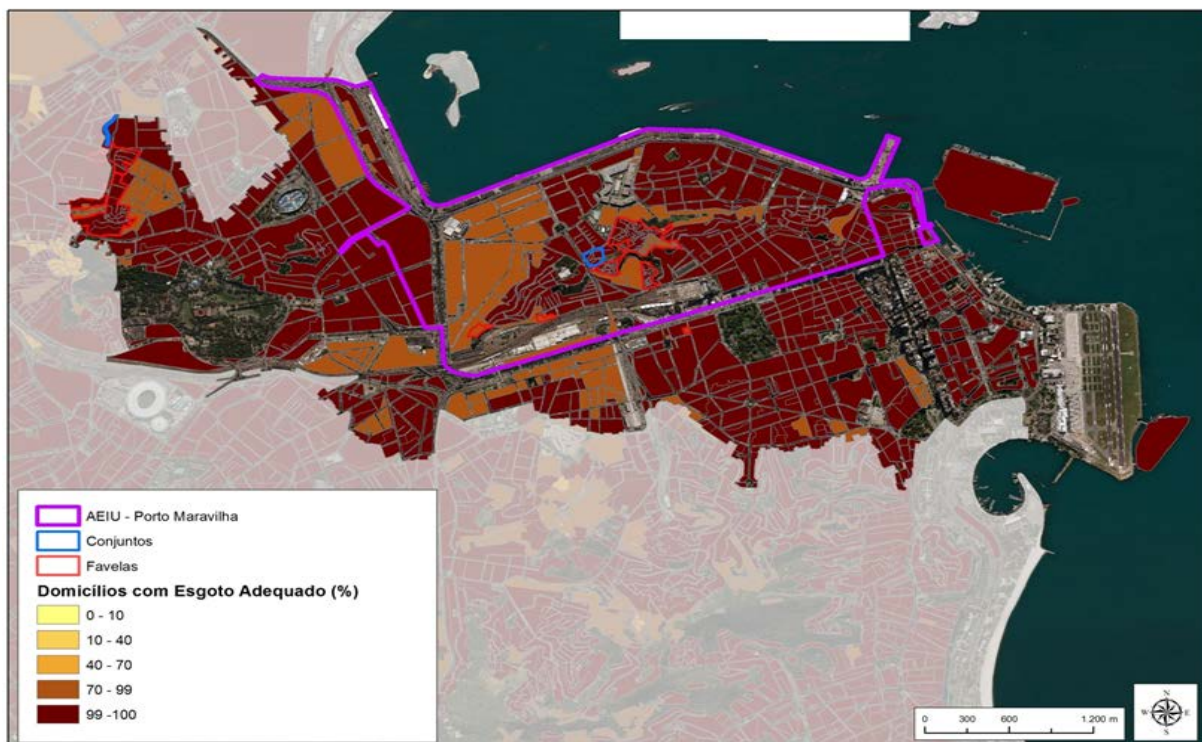 AEIU - Porto Maravilha
Conjuntos
Favelas
Domicílios com Esgoto Adequado (%)
0 - 10
10 - 40
40 - 70
70 - 99
99 -100
N
W E
S
0 300 600 1.200 m